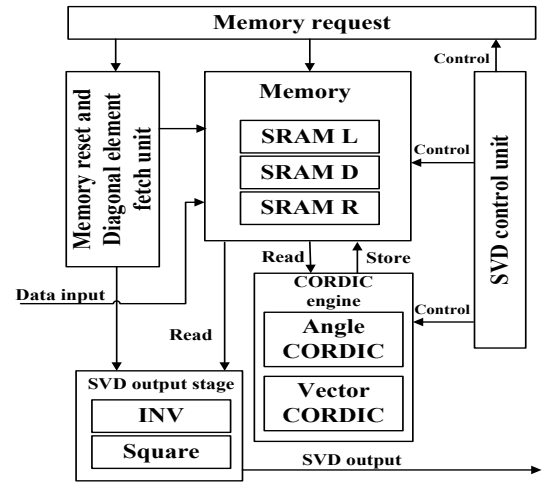 Memory request
Control
Memory reset and
Diagonal element
fetch unit
Memory
SRAM L
SRAM D
SRAM R
Control
SVD control unit
Read
Store
Data input
CORDIC
engine
Angle
CORDIC
Vector
CORDIC
Control
Read
SVD output stage
INV
Square
SVD output